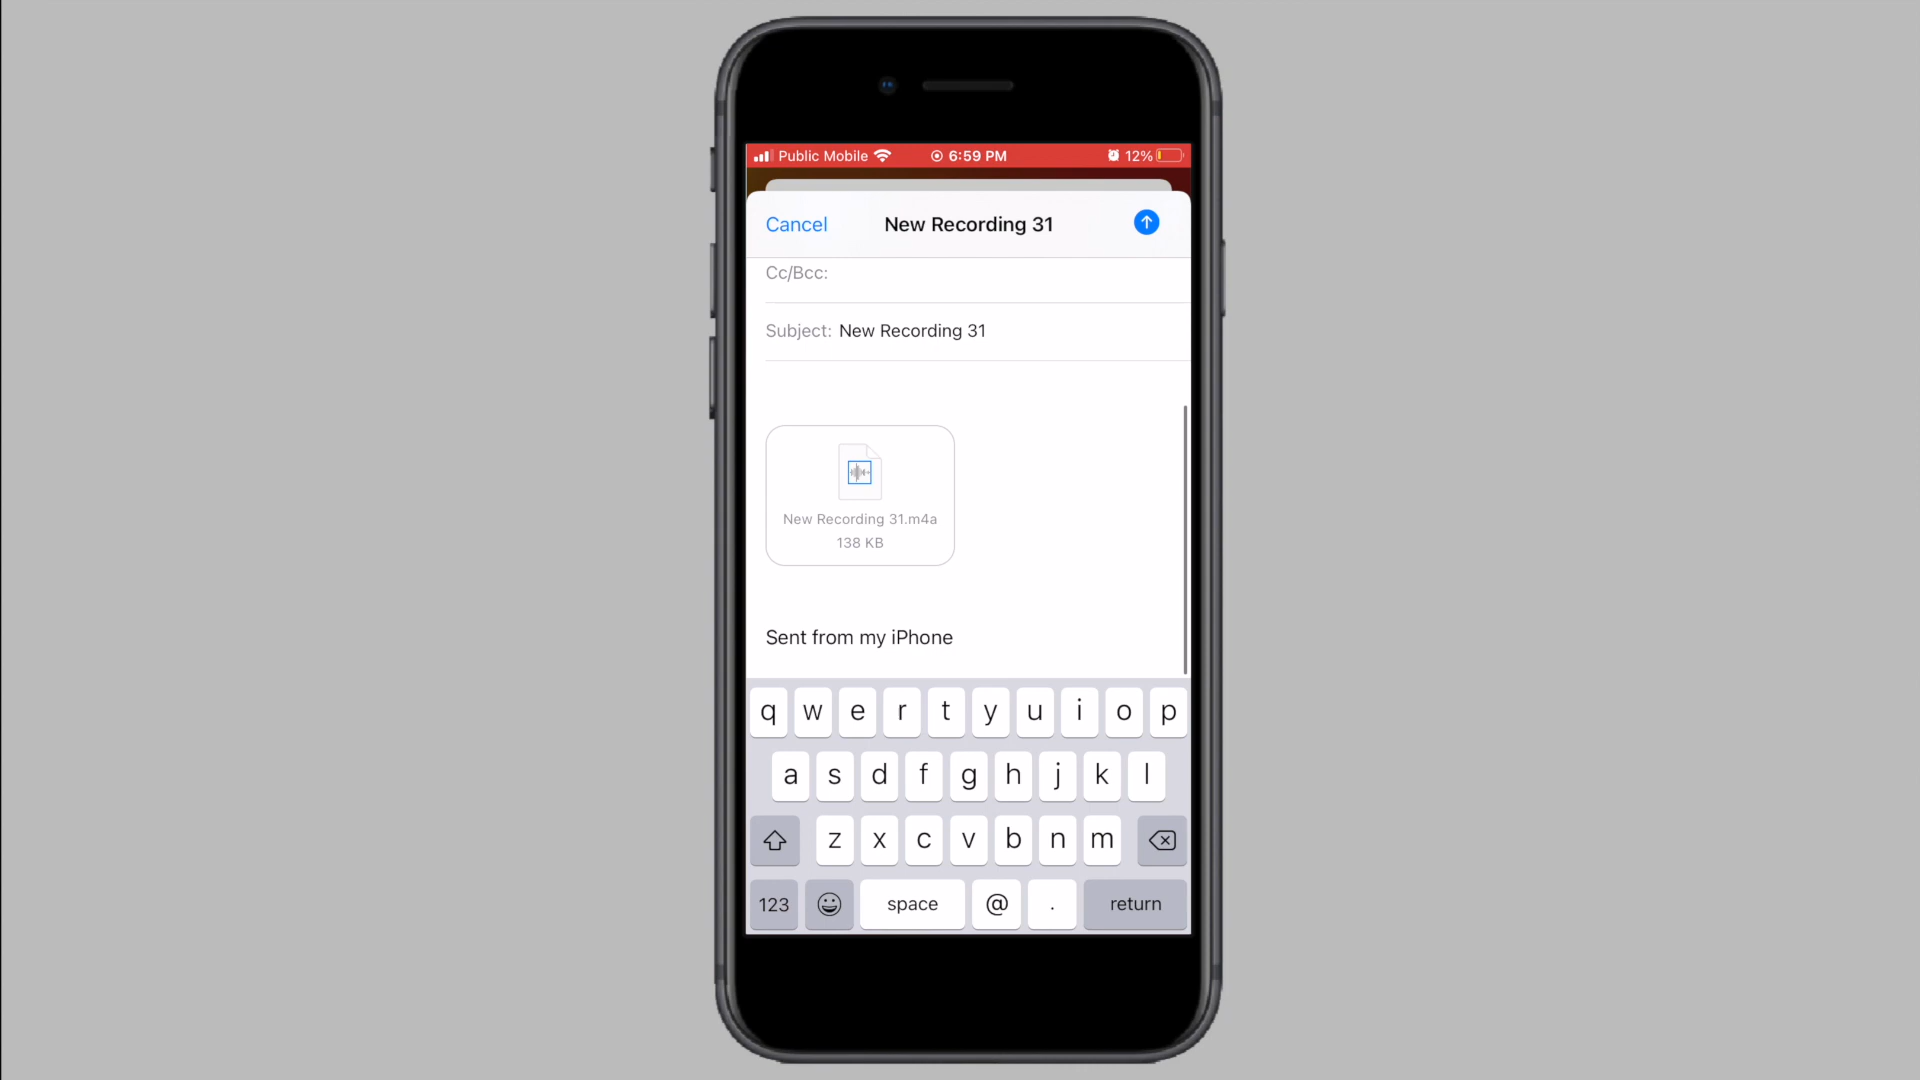 Public Mobile 6:59 PM 12%
Cancel New Recording 31
Cc/Bcc:
Subject: New Recording 31
New Recording 31.m4a
138 KB
Sent from my iPhone
q w e r t y u i o p
a s d f g h j k l
z x c v b n m
123 space @ . return